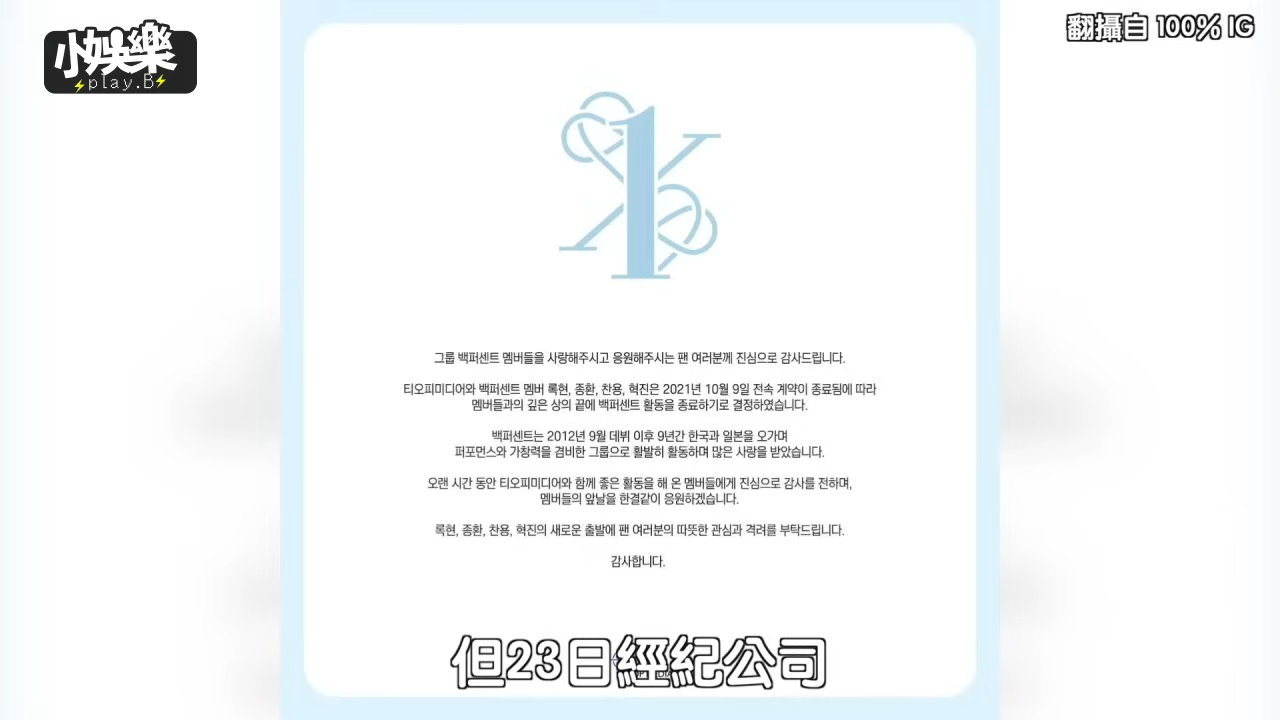 小娛樂
play.B
翻攝自 100% IG
그룹 백퍼센트 멤버들을 사랑해주시고 응원해주시는 팬 여러분께 진심으로 감사드립니다.
티오피미디어와 백퍼센트 멤버 록현, 종환, 찬용, 혁진은 2021년 10월 9일 전속 계약이 종료됨에 따라
멤버들과의 깊은 상의 끝에 백퍼센트 활동을 종료하기로 결정하였습니다.
백퍼센트는 2012년 9월 데뷔 이후 9년간 한국과 일본을 오가며
퍼포먼스와 가창력을 겸비한 그룹으로 활발히 활동하며 많은 사랑을 받았습니다.
오랜 시간 동안 티오피미디어와 함께 좋은 활동을 해 온 멤버들에게 진심으로 감사를 전하며,
멤버들의 앞날을 한결같이 응원하겠습니다.
록현, 종환, 찬용, 혁진의 새로운 출발에 팬 여러분의 따뜻한 관심과 격려를 부탁드립니다.
감사합니다.
但23日經紀公司